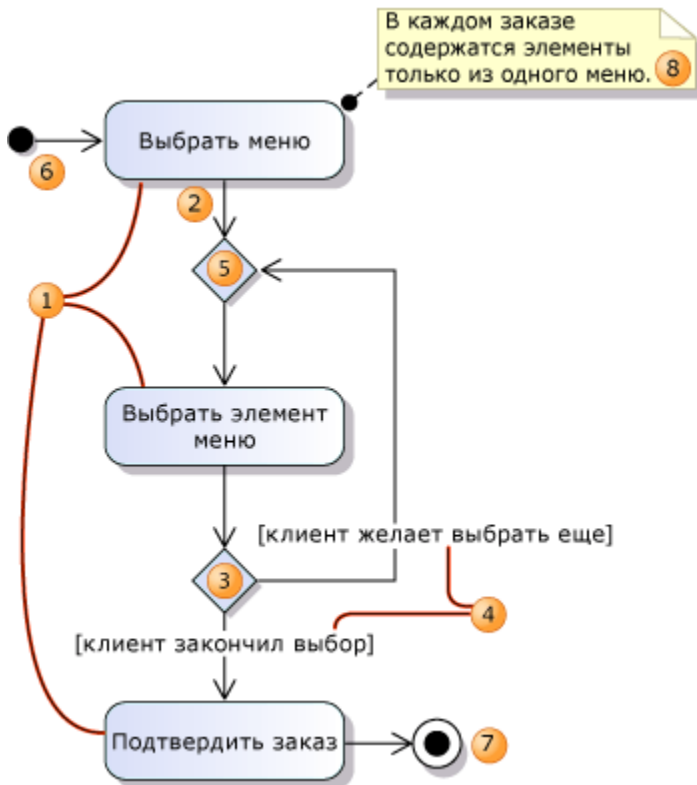 В каждом заказе
содержатся элементы
только из одного меню.
8
Выбрать меню
6
2
5
1
Выбрать элемент
меню
[клиент желает выбрать еще]
3
4
[клиент закончил выбор]
Подтвердить заказ
7